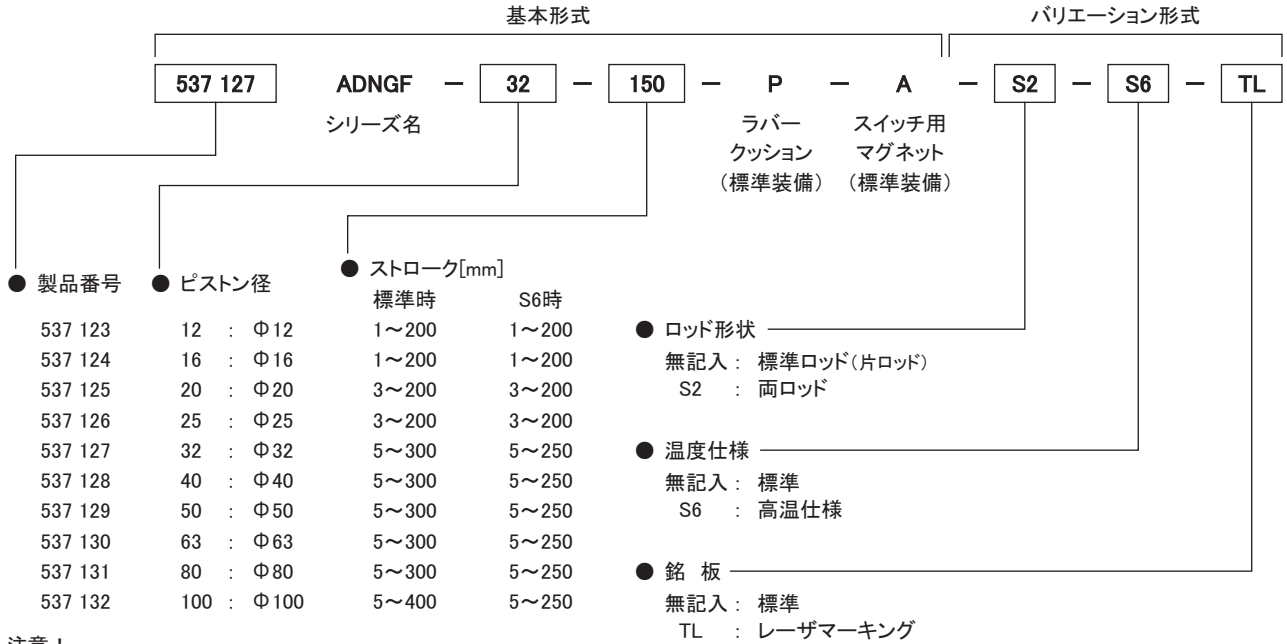 基本形式 バリエーション形式
537 127 ADNGF － 32 － 150 － P － A － S2 － S6 － TL
シリーズ名 ラバー スイッチ用
クッション マグネット
（標準装備） （標準装備）
● 製品番号 ● ピストン径 ● ストローク[mm]
標準時 S6時
537 123 12 : Φ12 1～200 1～200
537 124 16 : Φ16 1～200 1～200
537 125 20 : Φ20 3～200 3～200
537 126 25 : Φ25 3～200 3～200
537 127 32 : Φ32 5～300 5～250
537 128 40 : Φ40 5～300 5～250
537 129 50 : Φ50 5～300 5～250
537 130 63 : Φ63 5～300 5～250
537 131 80 : Φ80 5～300 5～250
537 132 100 : Φ100 5～400 5～250
● ロッド形状
無記入 : 標準ロッド（片ロッド）
S2 : 両ロッド
● 温度仕様
無記入 : 標準
S6 : 高温仕様
● 銘 板
無記入 : 標準
TL : レーザマーキング